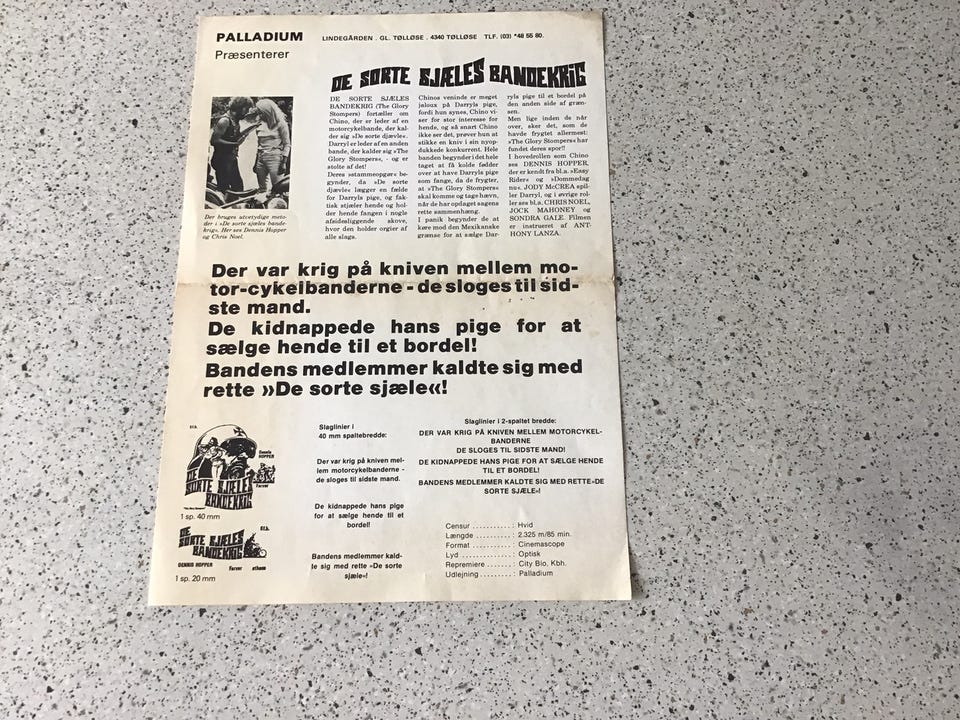 PALLADIUM
Præsenterer
LINDEGÅRDEN . GL. TØLLØSE . 4340 TØLLØSE TLF. (03) *48 55 80.
DE SORTE SJÆLES BANDEKRIG
Der bruges utvetydige meto-
der i »De sorte sjæles bande-
krig«. Her ses Dennis Hopper
og Chris Noel.
DE SORTE SJÆLES
BANDEKRIG (The Glory
Stompers) fortæller om
Chino, der er leder af en
motorcykelbande, der kal-
der sig »De sorte djævle«.
Darryl er leder af en anden
bande, der kalder sig »The
Glory Stompers«, - og er
stolte af det!
Deres »stammeopgør« be-
gynder, da »De sorte
djævle« lægger en fælde
for Darryls pige, og fak-
tisk stjæler hende og
holder hende fangen i nogle
afsidesliggende skove,
hvor den holder orgier af
alle slags.
Chinos veninde er meget
jaloux på Darryls pige,
fordi hun synes, Chino vi-
ser for stor interesse for
hende, og så snart Chino
ikke ser det, prøver hun at
stikke en kniv i sin nyop-
dukkede konkurrent. Hele
banden begynder i det hele
taget at få kolde fødder
over at have Darryls pige
som fange, da de frygter,
at »The Glory Stompers«
skal komme og tage hævn,
når de har opdaget sagens
rette sammenhæng.
I panik begynder de at
køre mod den Mexikanske
grænse for at sælge Dar-
ryls pige til et bordel på
den anden side af græn-
sen.
Men lige inden de når
over, sker det, som de
havde frygtet allermest:
»The Glory Stompers« har
fundet deres spor!!
I hovedrollen som Chino
ses DENNIS HOPPER,
der er kendt fra bl.a. »Easy
Rider« og »Dommedag
nu«, JODY McCREA spil-
ler Darryl, og i øvrige rol-
ler ses bl.a. CHRIS NOEL,
JOCK MAHONEY og
SONDRA GALE. Filmen
er instrueret af ANT-
HONY LANZA.
Der var krig på kniven mellem mo-
tor-cykelbanderne - de sloges til sid-
ste mand.
De kidnappede hans pige for at
sælge hende til et bordel!
Bandens medlemmer kaldte sig med
rette »De sorte sjæle«!
f.f.b.
Dennis
HOPPER
Farver
DE
SORTE SJÆLES
BANDEKRIG
1 sp. 40 mm
DE
SORTE SJÆLES
BANDEKRIG
f.f.b.
DENNIS HOPPER Farver
1 sp. 20 mm
Slaglinier i
40 mm spaltebredde:
Der var krig på kniven mel-
lem motorcykelbanderne -
de sloges til sidste mand.
De kidnappede hans pige
for at sælge hende til et
bordel!
Bandens medlemmer kald-
te sig med rette »De sorte
sjæle«!
Slaglinier i 2-spaltet bredde:
DER VAR KRIG PÅ KNIVEN MELLEM MOTORCYKEL-
BANDERNE
DE SLOGES TIL SIDSTE MAND!
DE KIDNAPPEDE HANS PIGE FOR AT SÆLGE HENDE
TIL ET BORDEL!
BANDENS MEDLEMMER KALDTE SIG MED RETTE »DE
SORTE SJÆLE«!
Censur .......... : Hvid
Længde ......... : 2.325 m/85 min.
Format .......... : Cinemascope
Lyd .............. : Optisk
Repremiere ..... : City Bio, Kbh.
Udlejning ........ : Palladium